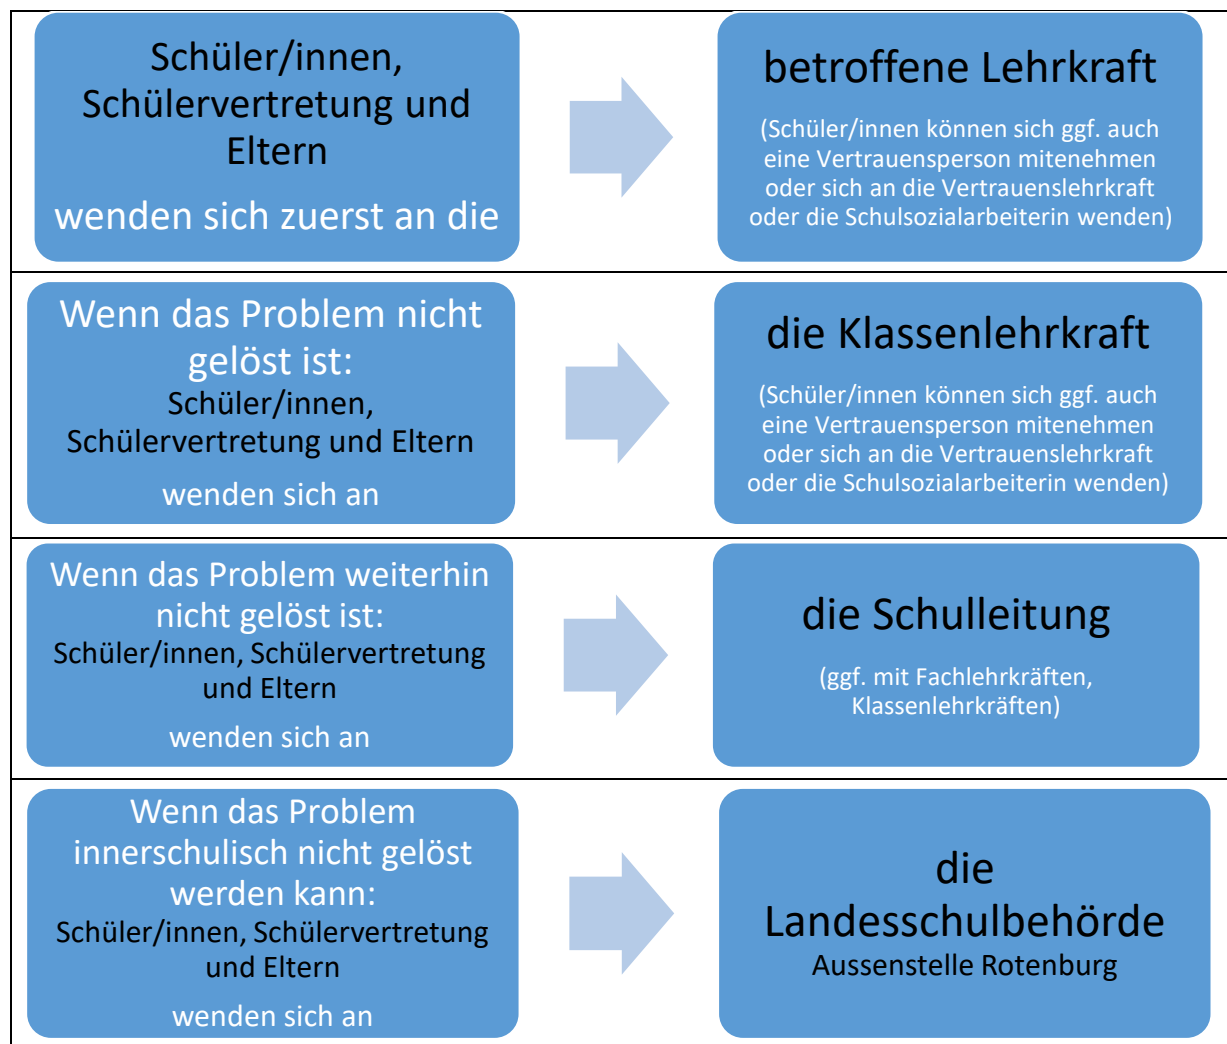 Schüler/innen,
Schülervertretung und
Eltern
wenden sich zuerst an die
betroffene Lehrkraft
(Schüler/innen können sich ggf. auch
eine Vertrauensperson mitenehmen
oder sich an die Vertrauenslehrkraft
oder die Schulsozialarbeiterin wenden)
Wenn das Problem nicht
gelöst ist:
Schüler/innen,
Schülervertretung und Eltern
wenden sich an
die Klassenlehrkraft
(Schüler/innen können sich ggf. auch
eine Vertrauensperson mitenehmen
oder sich an die Vertrauenslehrkraft
oder die Schulsozialarbeiterin wenden)
Wenn das Problem weiterhin
nicht gelöst ist:
Schüler/innen, Schülervertretung
und Eltern
wenden sich an
die Schulleitung
(ggf. mit Fachlehrkräften,
Klassenlehrkräften)
Wenn das Problem
innerschulisch nicht gelöst
werden kann:
Schüler/innen, Schülervertretung
und Eltern
wenden sich an
die
Landesschulbehörde
Aussenstelle Rotenburg